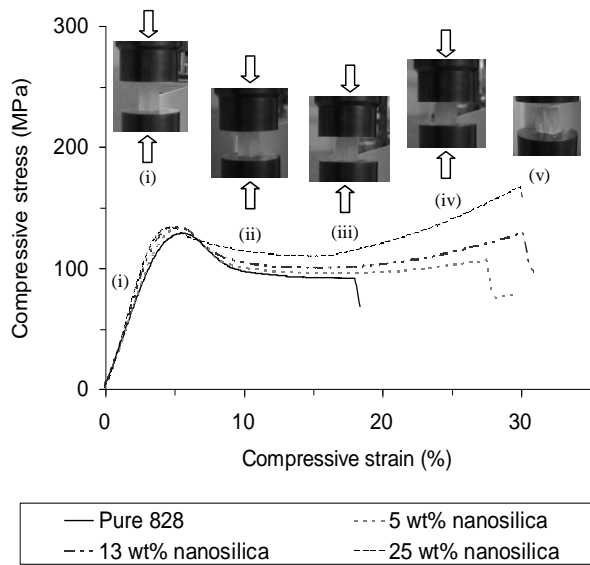 300
200
100
0
Compressive stress (MPa)
(i)
(ii)
(iii)
(iv)
(v)
(i)
0
10
20
30
Compressive strain (%)
Pure 828
5 wt% nanosilica
13 wt% nanosilica
25 wt% nanosilica